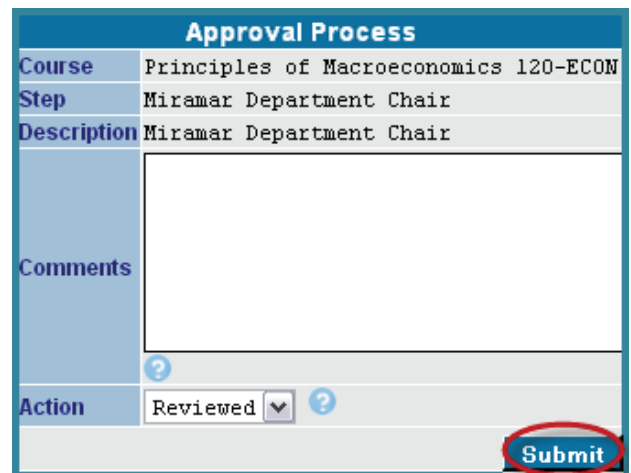 Approval Process
Course Principles of Macroeconomics 120-ECON
Step Miramar Department Chair
Description Miramar Department Chair
Comments
?
Action Reviewed ?
Submit